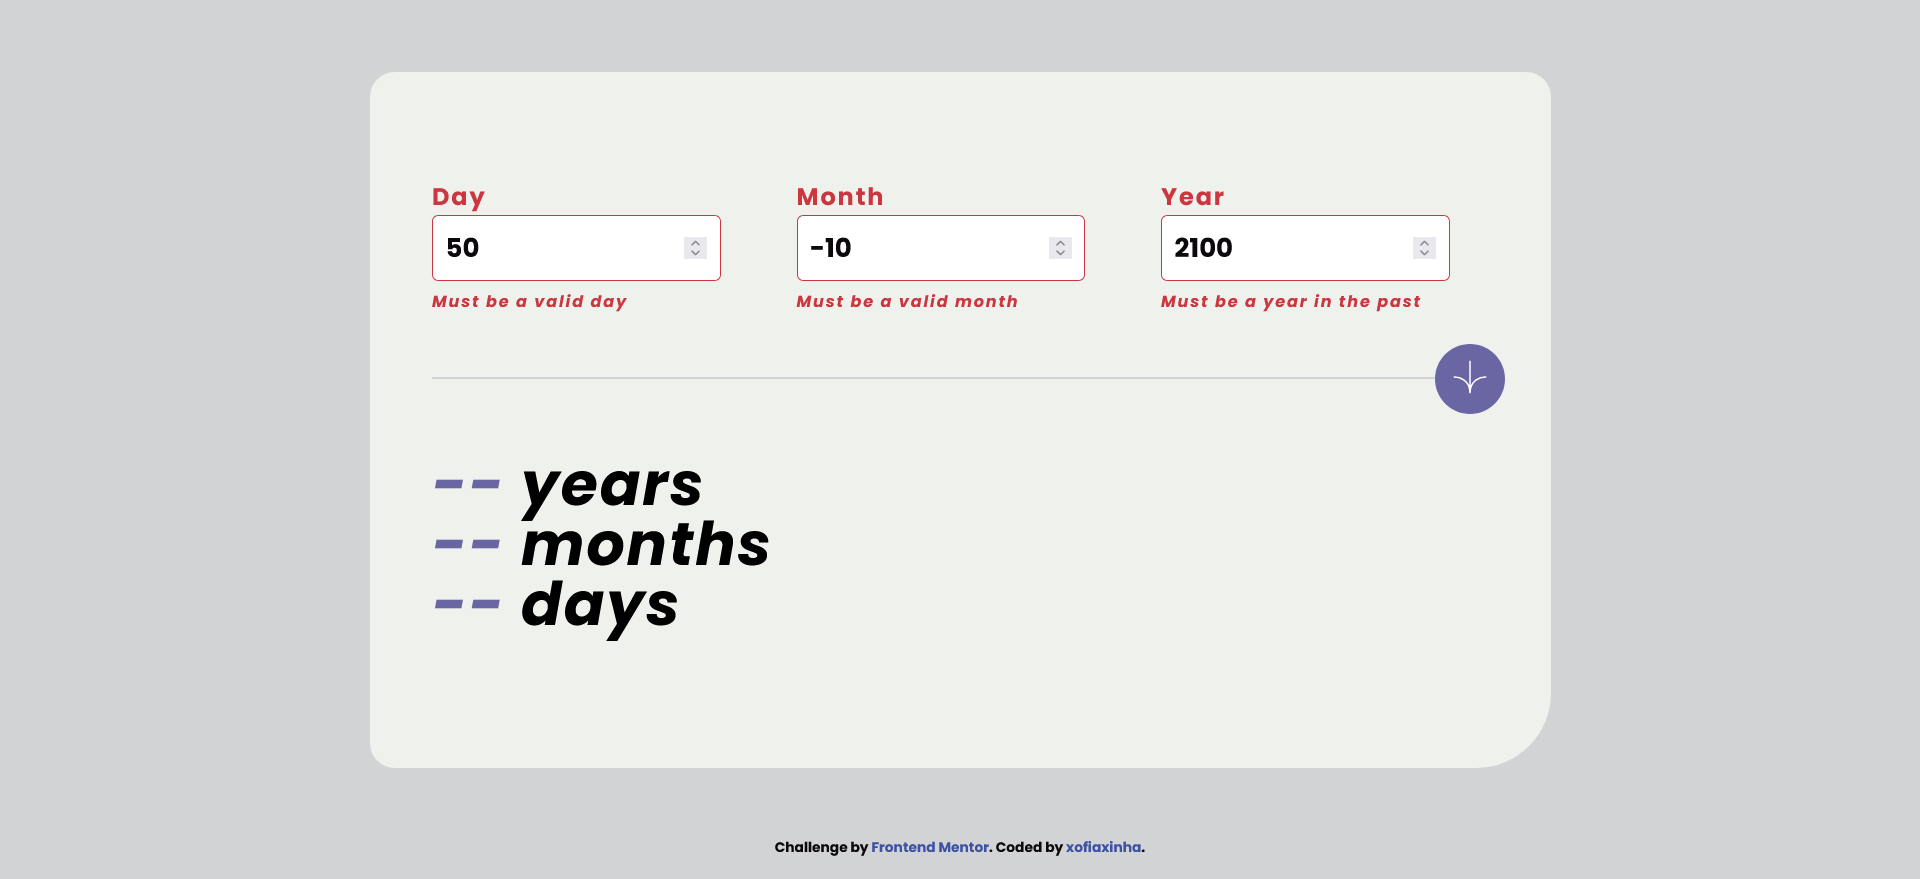 Day Month Year
50 -10 2100
Must be a valid day Must be a valid month Must be a year in the past
-- years
-- months
-- days
Challenge by Frontend Mentor. Coded by xofiaxinha.